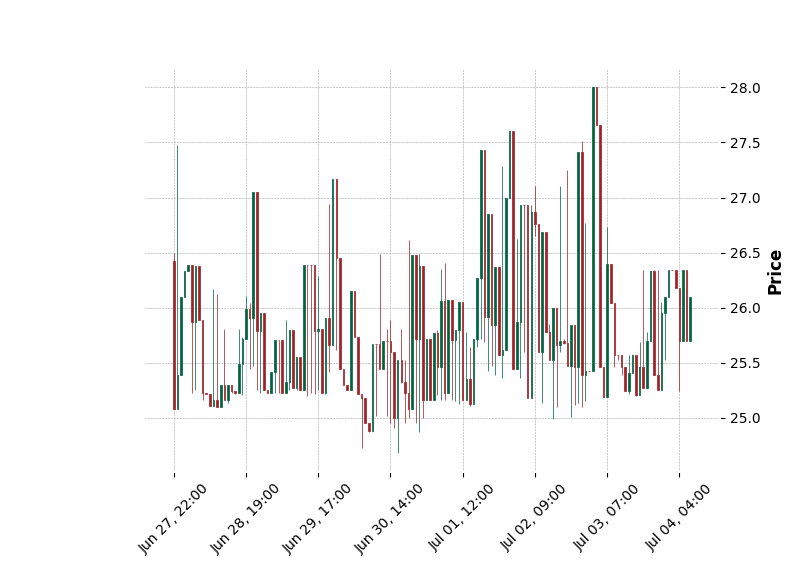 28.0
27.5
27.0
26.5
26.0
25.5
25.0
Price
Jun 27, 22:00
Jun 28, 19:00
Jun 29, 17:00
Jun 30, 14:00
Jul 01, 12:00
Jul 02, 09:00
Jul 03, 07:00
Jul 04, 04:00